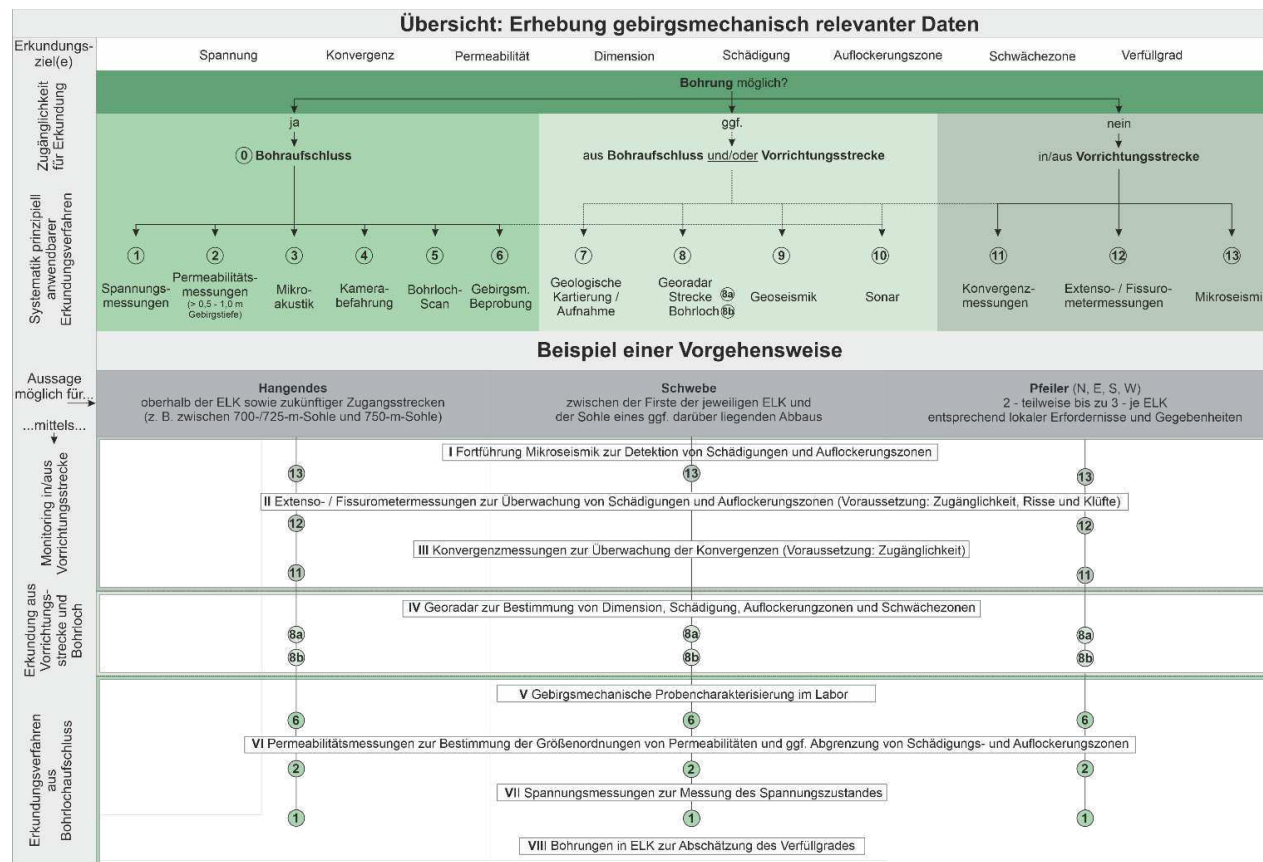 Übersicht: Erhebung gebirgsmechanisch relevanter Daten
Erkundungs-
ziel(e)
Spannung Konvergenz Permeabilität Dimension Schädigung Auflockerungszone Schwächezone Verfüllgrad
Zugänglichkeit
für Erkundung
Bohrung möglich?
ja ggf. nein
0 Bohraufschluss
aus Bohraufschluss und/oder Vorrichtungsstrecke
in/aus Vorrichtungsstrecke
Systematik prinzipiell
anwendbarer
Erkundungsverfahren
1 2 3 4 5 6 7 8 9 10 11 12 13
Spannungs-
messungen
Permeabilitäts-
messungen
(> 0,5 - 1,0 m
Gebirgstiefe)
Mikro-
akustik
Kamera-
befahrung
Bohrloch-
Scan
Gebirgsm.
Beprobung
Geologische
Kartierung /
Aufnahme
Georadar
Strecke 8a
Bohrloch 8b
Geoseismik
Sonar
Konvergenz-
messungen
Extenso- / Fissuro-
metermessungen
Mikroseismik
Beispiel einer Vorgehensweise
Aussage
möglich für...
...mittels...
Hangendes
oberhalb der ELK sowie zukünftiger Zugangsstrecken
(z. B. zwischen 700-/725-m-Sohle und 750-m-Sohle)
Schwebe
zwischen der Firste der jeweiligen ELK und
der Sohle eines ggf. darüber liegenden Abbaus
Pfeiler (N, E, S, W)
2 - teilweise bis zu 3 - je ELK
entsprechend lokaler Erfordernisse und Gegebenheiten
Monitoring in/aus
Vorrichtungsstrecke
I Fortführung Mikroseismik zur Detektion von Schädigungen und Auflockerungszonen
13 13 13
II Extenso- / Fissurometermessungen zur Überwachung von Schädigungen und Auflockerungszonen (Voraussetzung: Zugänglichkeit, Risse und Klüfte)
12 12
III Konvergenzmessungen zur Überwachung der Konvergenzen (Voraussetzung: Zugänglichkeit)
11 11
Erkundung aus
Vorrichtungs-
strecke und
Bohrloch
IV Georadar zur Bestimmung von Dimension, Schädigung, Auflockerungzonen und Schwächezonen
8a 8a 8a
8b 8b 8b
Erkundungsverfahren
aus
Bohrlochaufschluss
V Gebirgsmechanische Probencharakterisierung im Labor
6 6 6
VI Permeabilitätsmessungen zur Bestimmung der Größenordnungen von Permeabilitäten und ggf. Abgrenzung von Schädigungs- und Auflockerungszonen
2 2 2
VII Spannungsmessungen zur Messung des Spannungszustandes
1 1 1
VIII Bohrungen in ELK zur Abschätzung des Verfüllgrades